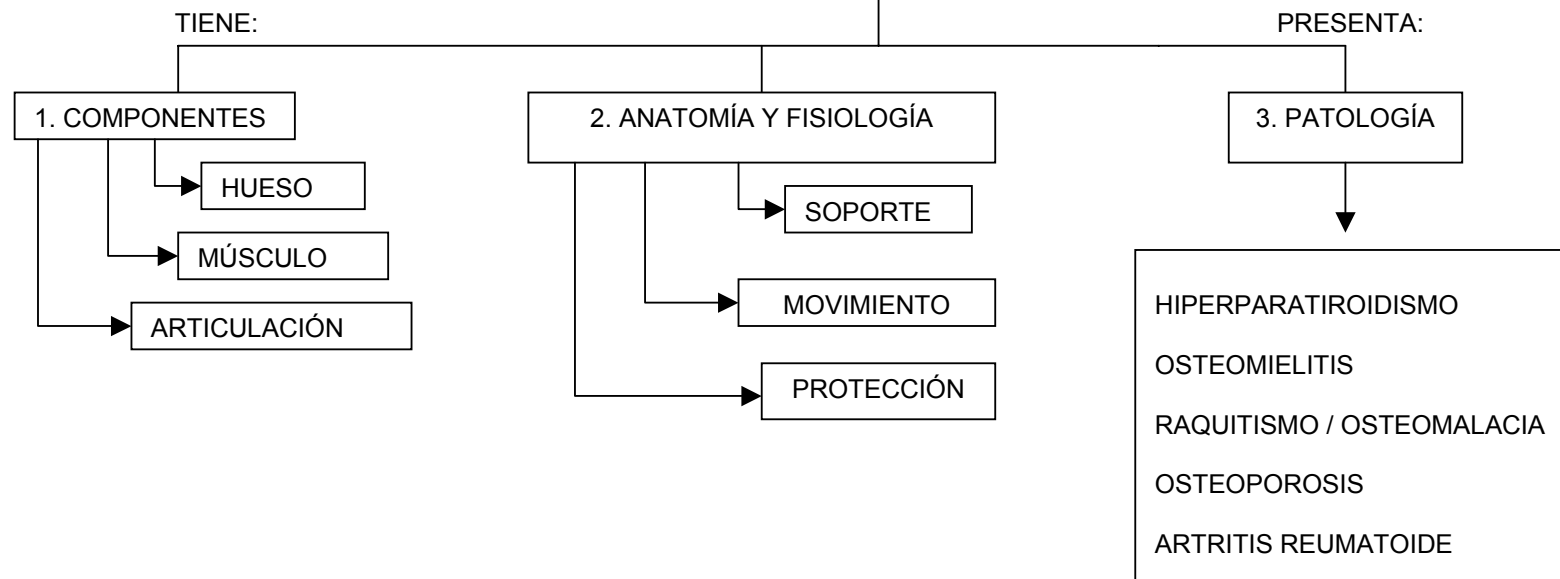 TIENE:
PRESENTA:
1. COMPONENTES
HUESO
MÚSCULO
ARTICULACIÓN
2. ANATOMÍA Y FISIOLOGÍA
SOPORTE
MOVIMIENTO
PROTECCIÓN
3. PATOLOGÍA
HIPERPARATIROIDISMO
OSTEOMIELITIS
RAQUITISMO / OSTEOMALACIA
OSTEOPOROSIS
ARTRITIS REUMATOIDE